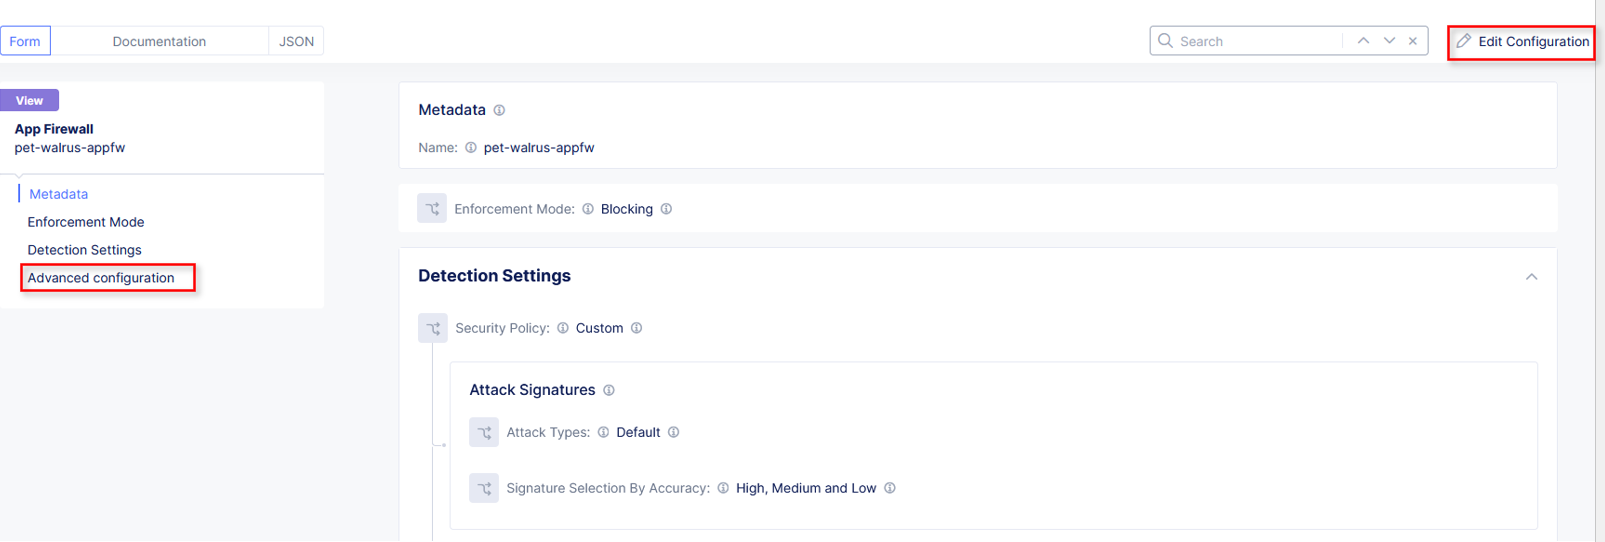 Form
Documentation
JSON
Search
Edit Configuration
View
App Firewall
pet-walrus-appfw
Metadata
Enforcement Mode
Detection Settings
Advanced configuration
Metadata
Name: pet-walrus-appfw
Enforcement Mode: Blocking
Detection Settings
Security Policy: Custom
Attack Signatures
Attack Types: Default
Signature Selection By Accuracy: High, Medium and Low